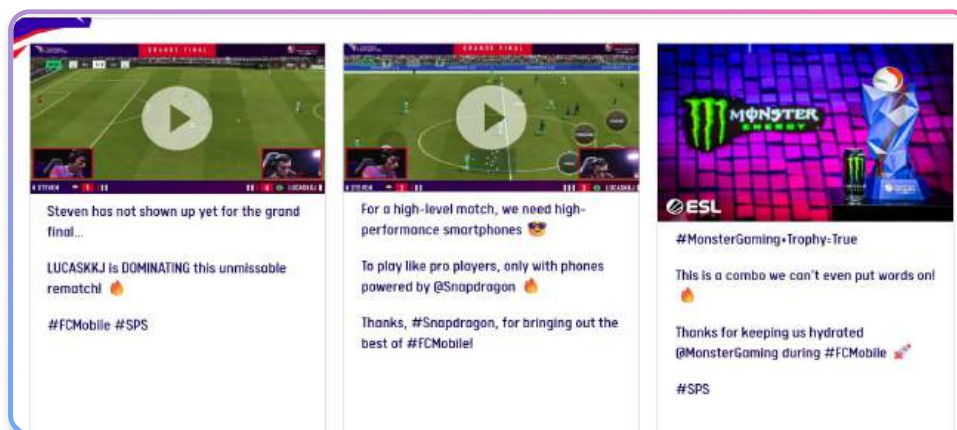 GRANDE FINAL
STEVEN
1
LUCASKKJ
Steven has not shown up yet for the grand
final...
LUCASKKJ is DOMINATING this unmissable
rematch! 🔥
#FCMobile #SPS
GRANDE FINAL
STEVEN
LUCASKKJ
For a high-level match, we need high-
performance smartphones 😎
To play like pro players, only with phones
powered by @Snapdragon 🔥
Thanks, #Snapdragon, for bringing out the
best of #FCMobile!
MONSTER
ENERGY
ESL
#MonsterGaming+Trophy=True
This is a combo we can't even put words on!
🔥
Thanks for keeping us hydrated
@MonsterGaming during #FCMobile 🚀
#SPS